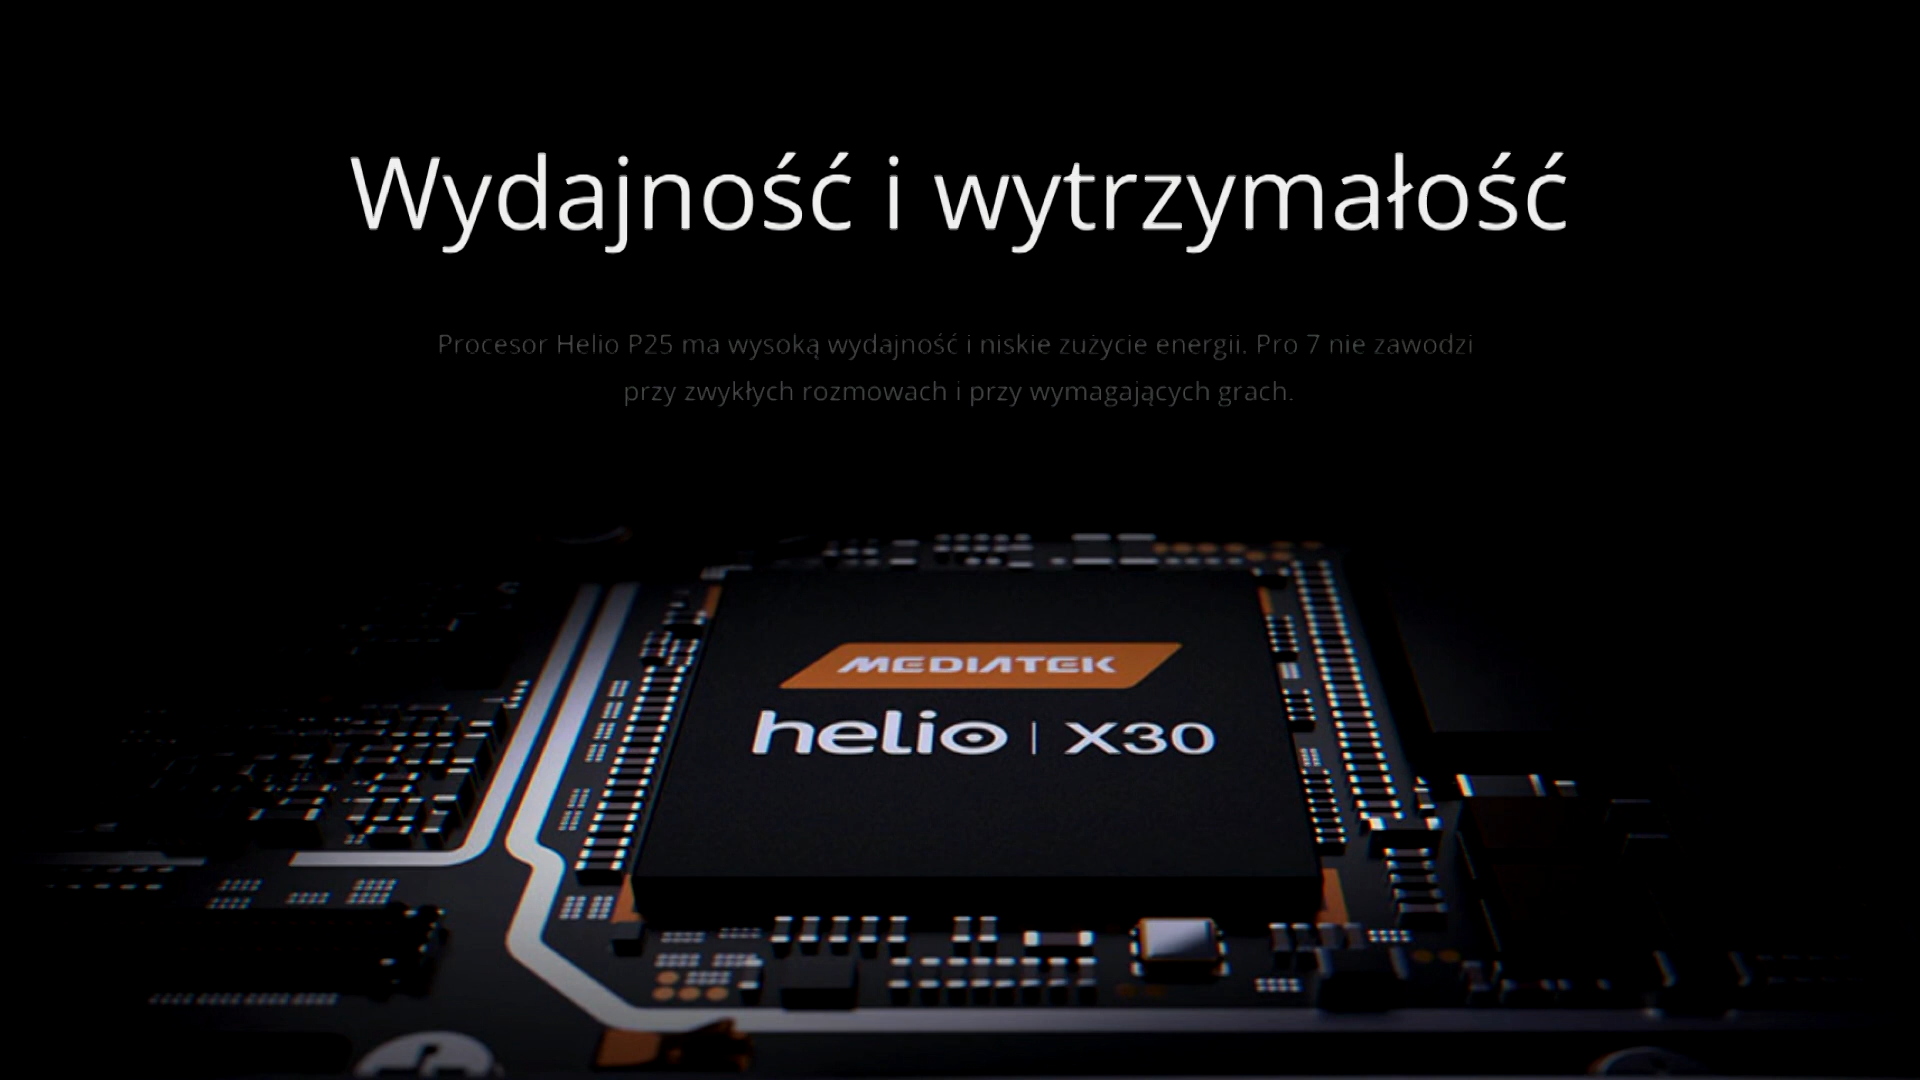 Wydajność i wytrzymałość
Procesor Helio P25 ma wysoką wydajność i niskie zużycie energii. Pro 7 nie zawodzi
przy zwykłych rozmowach i przy wymagających grach.
MEDIATEK
helio | X30